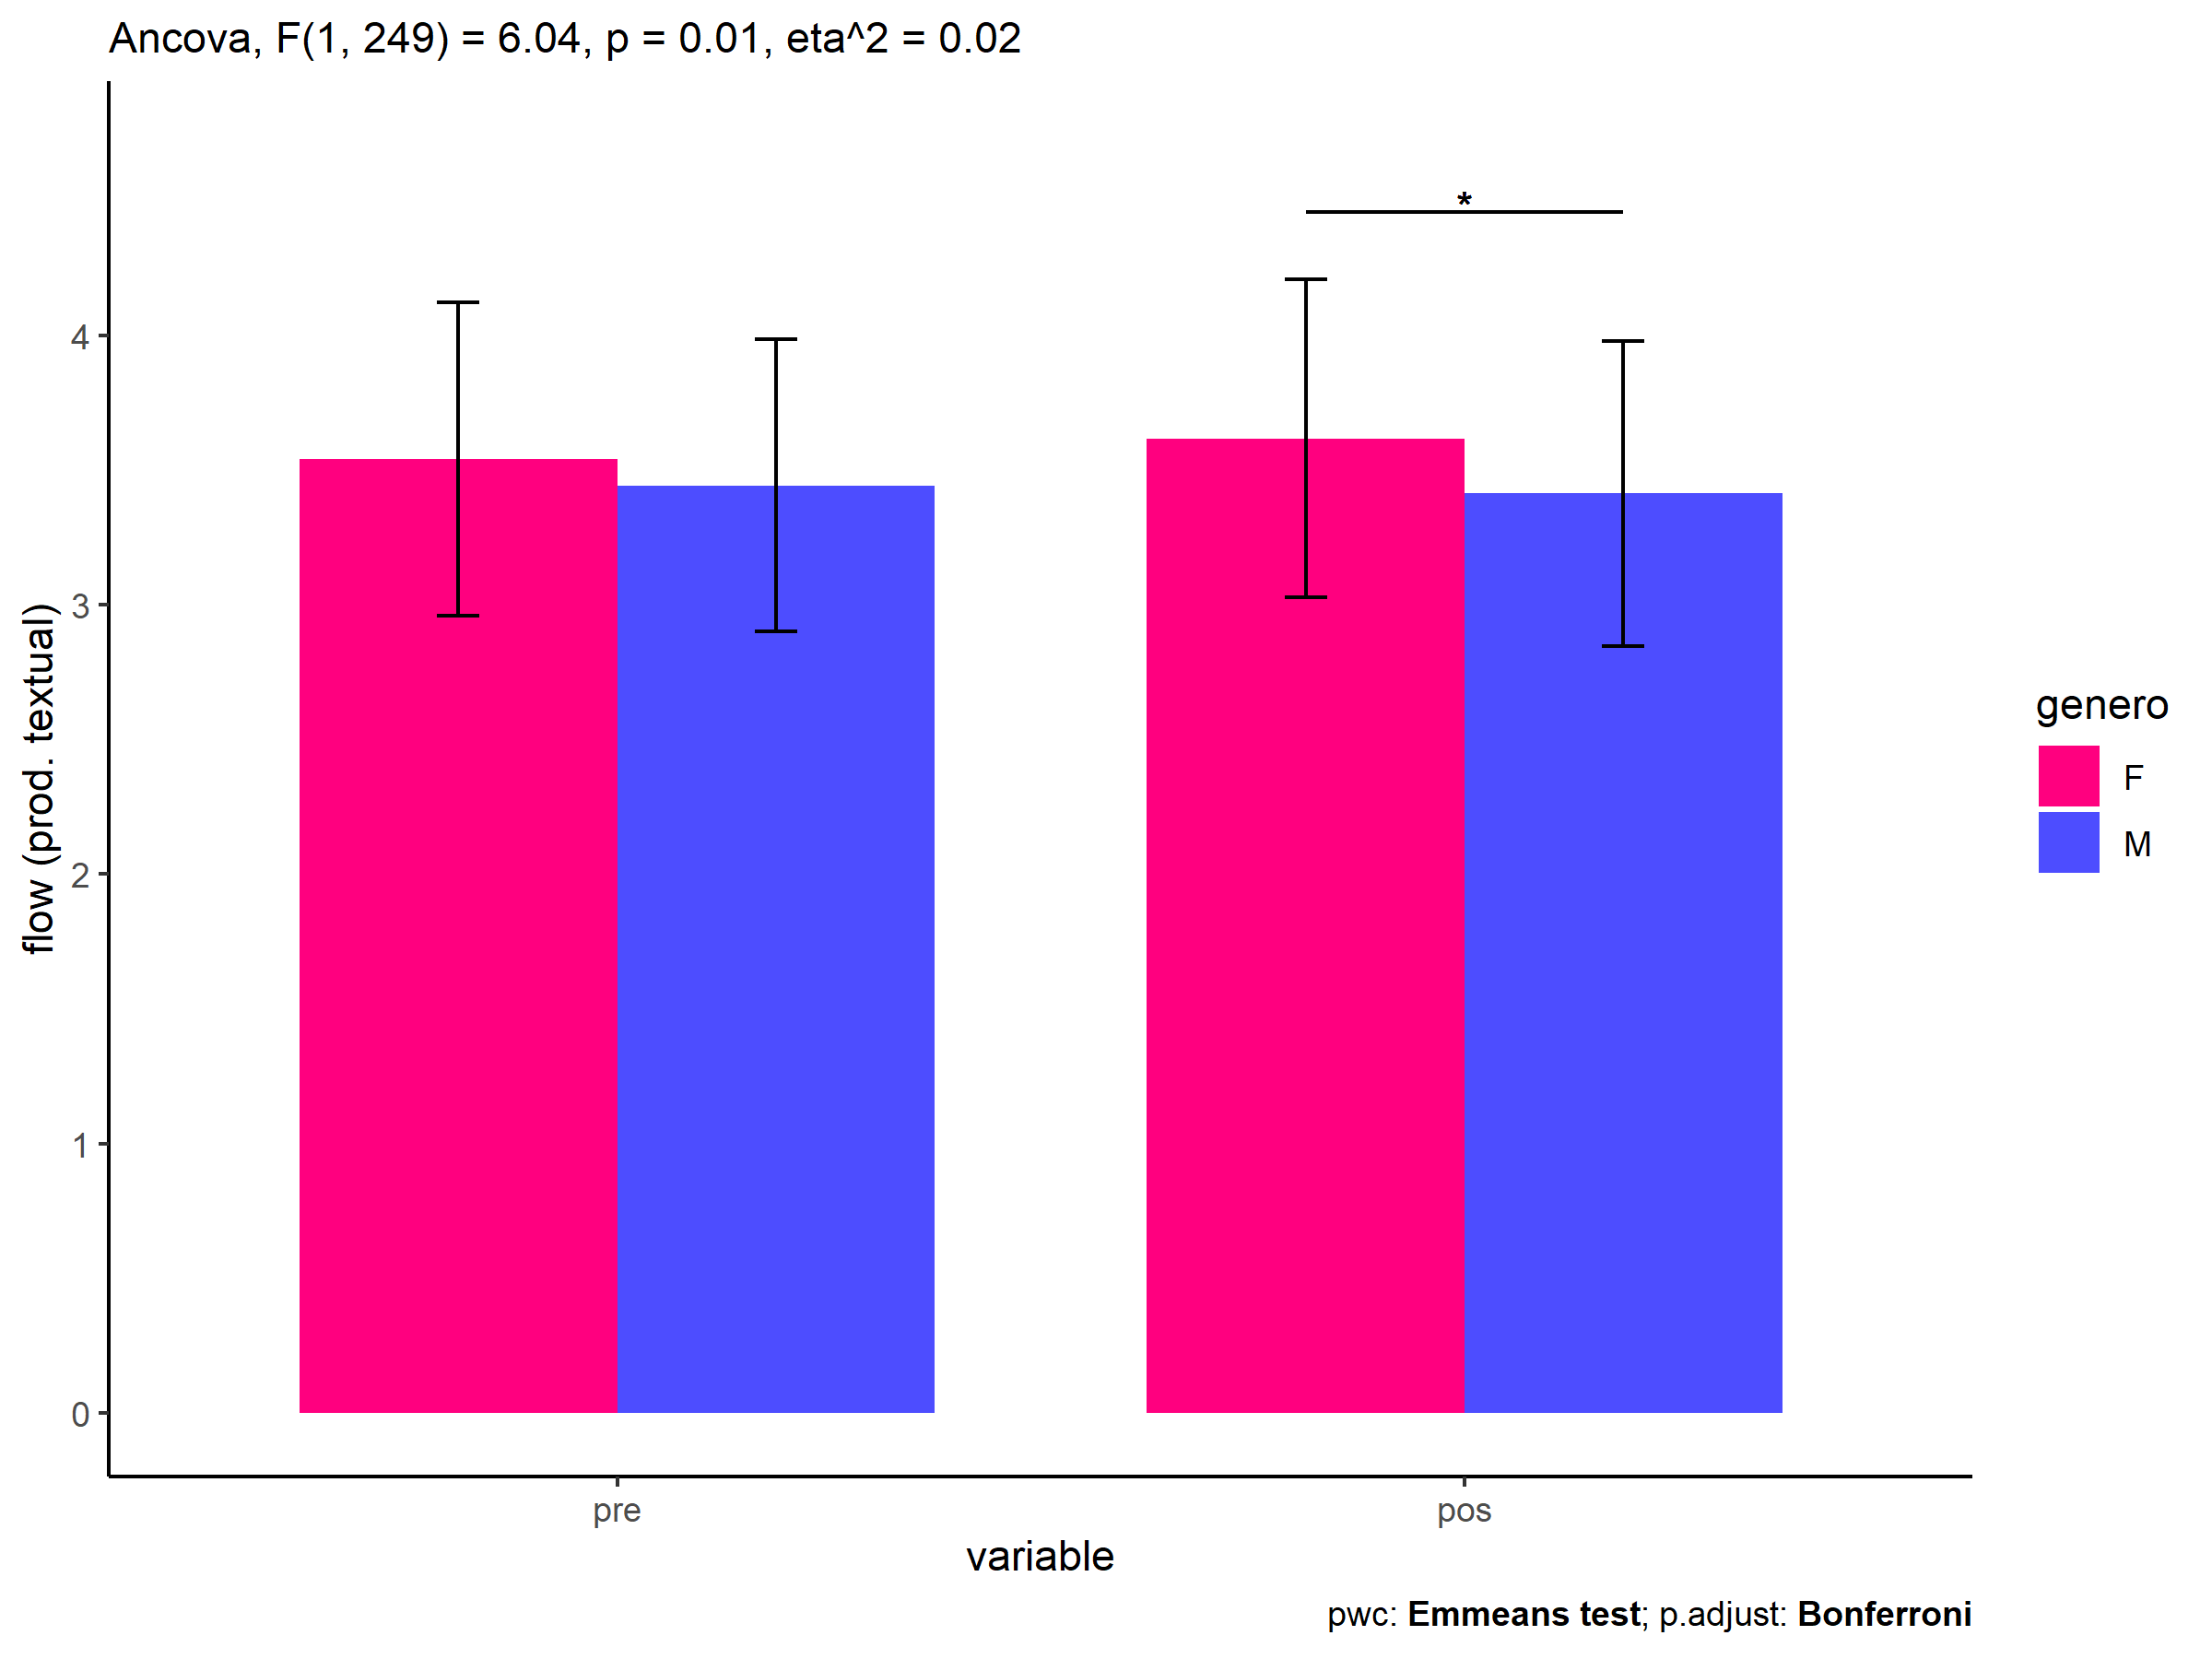 Ancova, F(1, 249) = 6.04, p = 0.01, eta^2 = 0.02
*
4
3
2
1
0
flow (prod. textual)
pre
pos
variable
genero
F
M
pwc: Emmeans test; p.adjust: Bonferroni